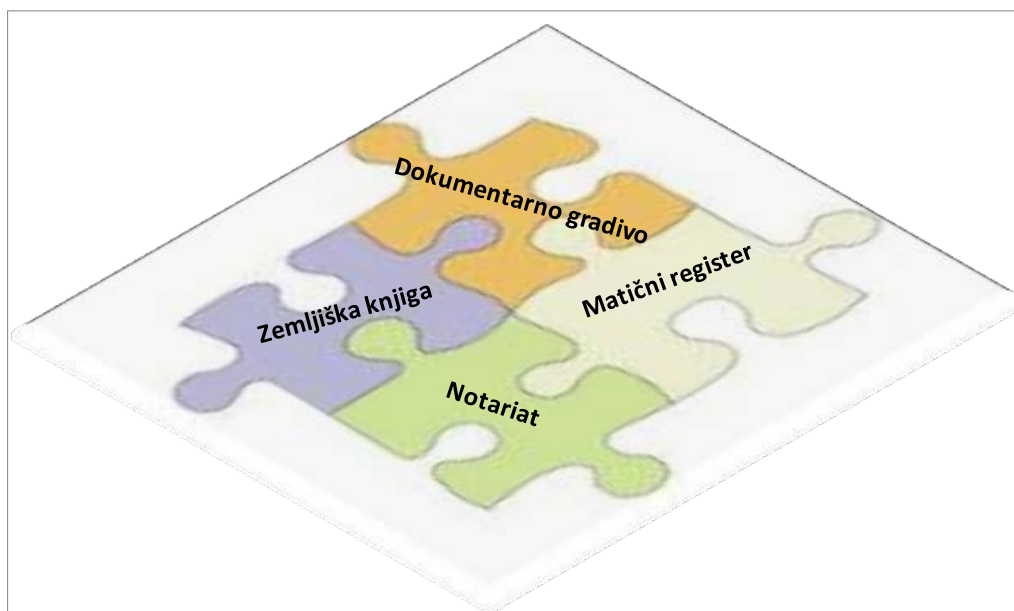 Dokumentarno gradivo
Matični register
Zemljiška knjiga
Notariat